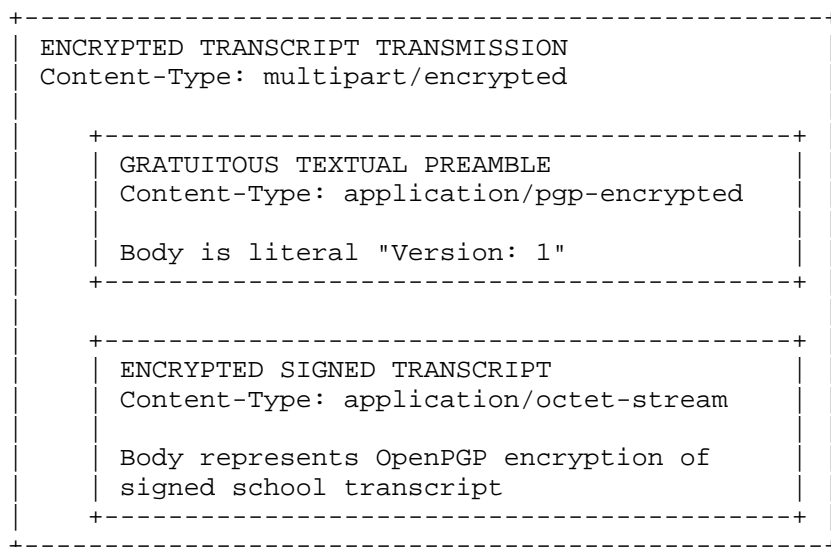 ENCRYPTED TRANSCRIPT TRANSMISSION
Content-Type: multipart/encrypted
GRATUITOUS TEXTUAL PREAMBLE
Content-Type: application/pgp-encrypted
Body is literal "Version: 1"
ENCRYPTED SIGNED TRANSCRIPT
Content-Type: application/octet-stream
Body represents OpenPGP encryption of
signed school transcript